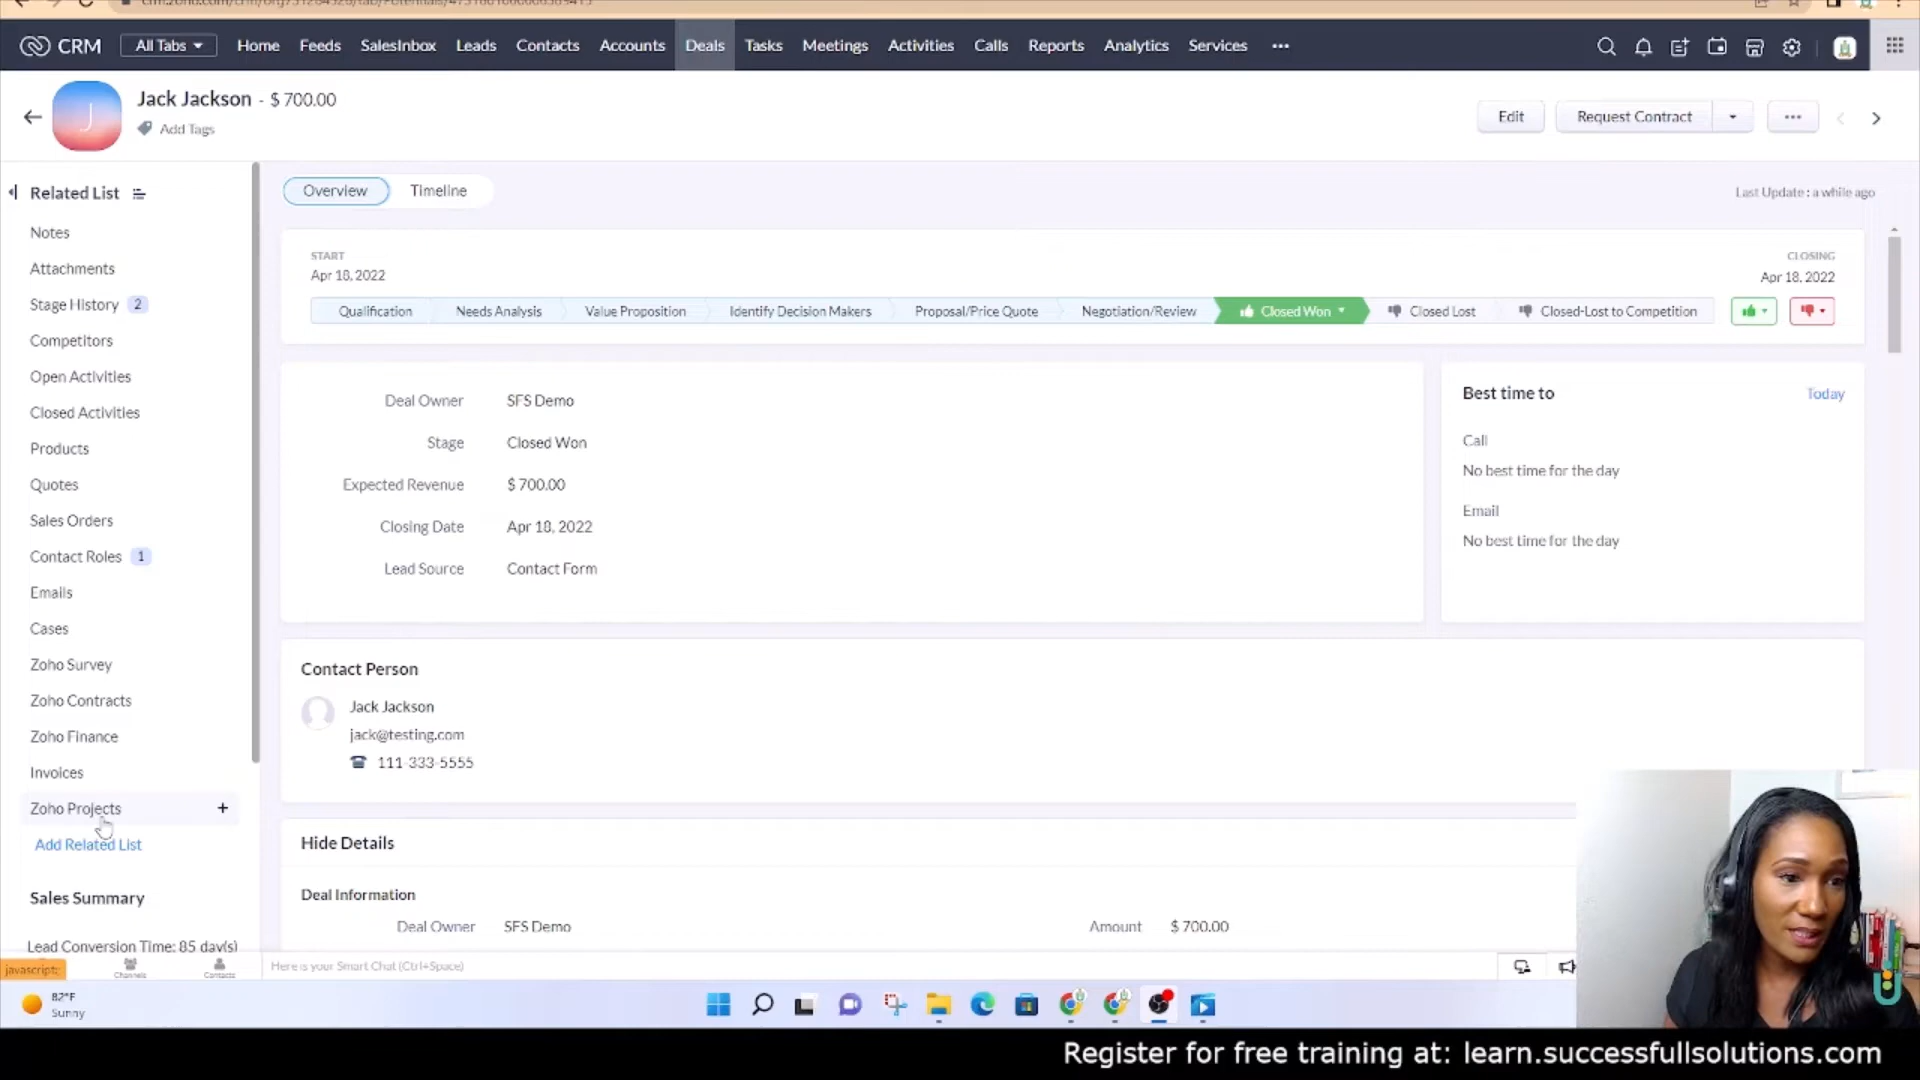 CRM All Tabs Home Feeds SalesInbox Leads Contacts Accounts Deals Tasks Meetings Activities Calls Reports Analytics Services
Jack Jackson - $ 700.00
Add Tags
Edit
Request Contract
Related List
Notes
Attachments
Stage History 2
Competitors
Open Activities
Closed Activities
Products
Quotes
Sales Orders
Contact Roles 1
Emails
Cases
Zoho Survey
Zoho Contracts
Zoho Finance
Invoices
Zoho Projects +
Add Related List
Sales Summary
Lead Conversion Time: 85 day(s)
Overview Timeline
Last Update : a while ago
START
Apr 18, 2022
CLOSING
Apr 18, 2022
Qualification Needs Analysis Value Proposition Identify Decision Makers Proposal/Price Quote Negotiation/Review Closed Won Closed Lost Closed-Lost to Competition
Deal Owner SFS Demo
Stage Closed Won
Expected Revenue $ 700.00
Closing Date Apr 18, 2022
Lead Source Contact Form
Best time to Today
Call
No best time for the day
Email
No best time for the day
Contact Person
Jack Jackson
jack@testing.com
111-333-5555
Hide Details
Deal Information
Deal Owner SFS Demo Amount $ 700.00
javascript:
Channels Contacts
Here is your Smart Chat (Ctrl+Space)
82°F
Sunny
Register for free training at: learn.successfullsolutions.com